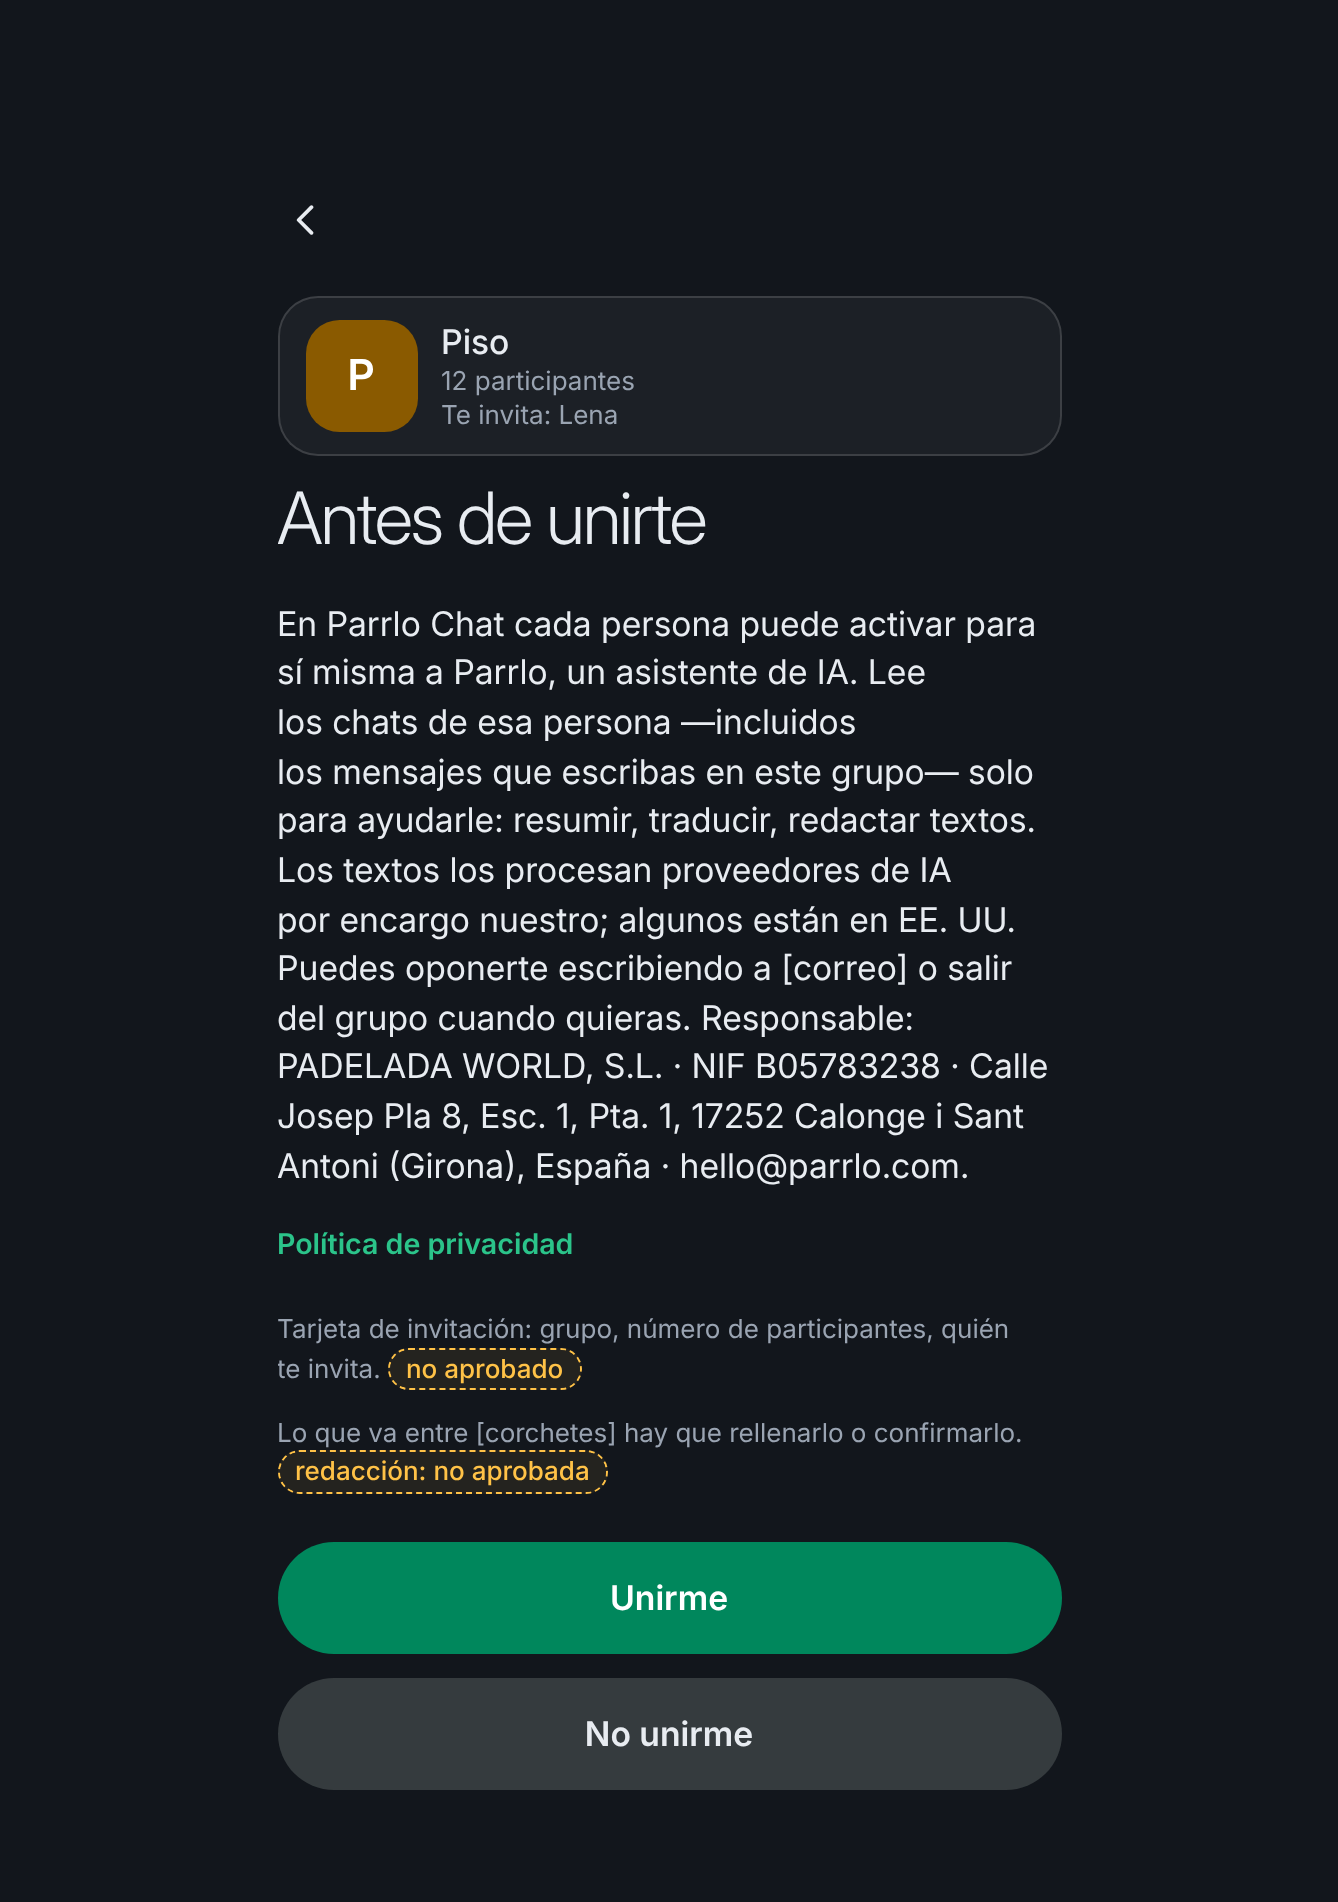 P
Piso
12 participantes
Te invita: Lena
Antes de unirte
En Parrlo Chat cada persona puede activar para
sí misma a Parrlo, un asistente de IA. Lee
los chats de esa persona —incluidos
los mensajes que escribas en este grupo— solo
para ayudarle: resumir, traducir, redactar textos.
Los textos los procesan proveedores de IA
por encargo nuestro; algunos están en EE. UU.
Puedes oponerte escribiendo a [correo] o salir
del grupo cuando quieras. Responsable:
PADELADA WORLD, S.L. · NIF B05783238 · Calle
Josep Pla 8, Esc. 1, Pta. 1, 17252 Calonge i Sant
Antoni (Girona), España · hello@parrlo.com.
Política de privacidad
Tarjeta de invitación: grupo, número de participantes, quién
te invita. no aprobado
Lo que va entre [corchetes] hay que rellenarlo o confirmarlo.
redacción: no aprobada
Unirme
No unirme